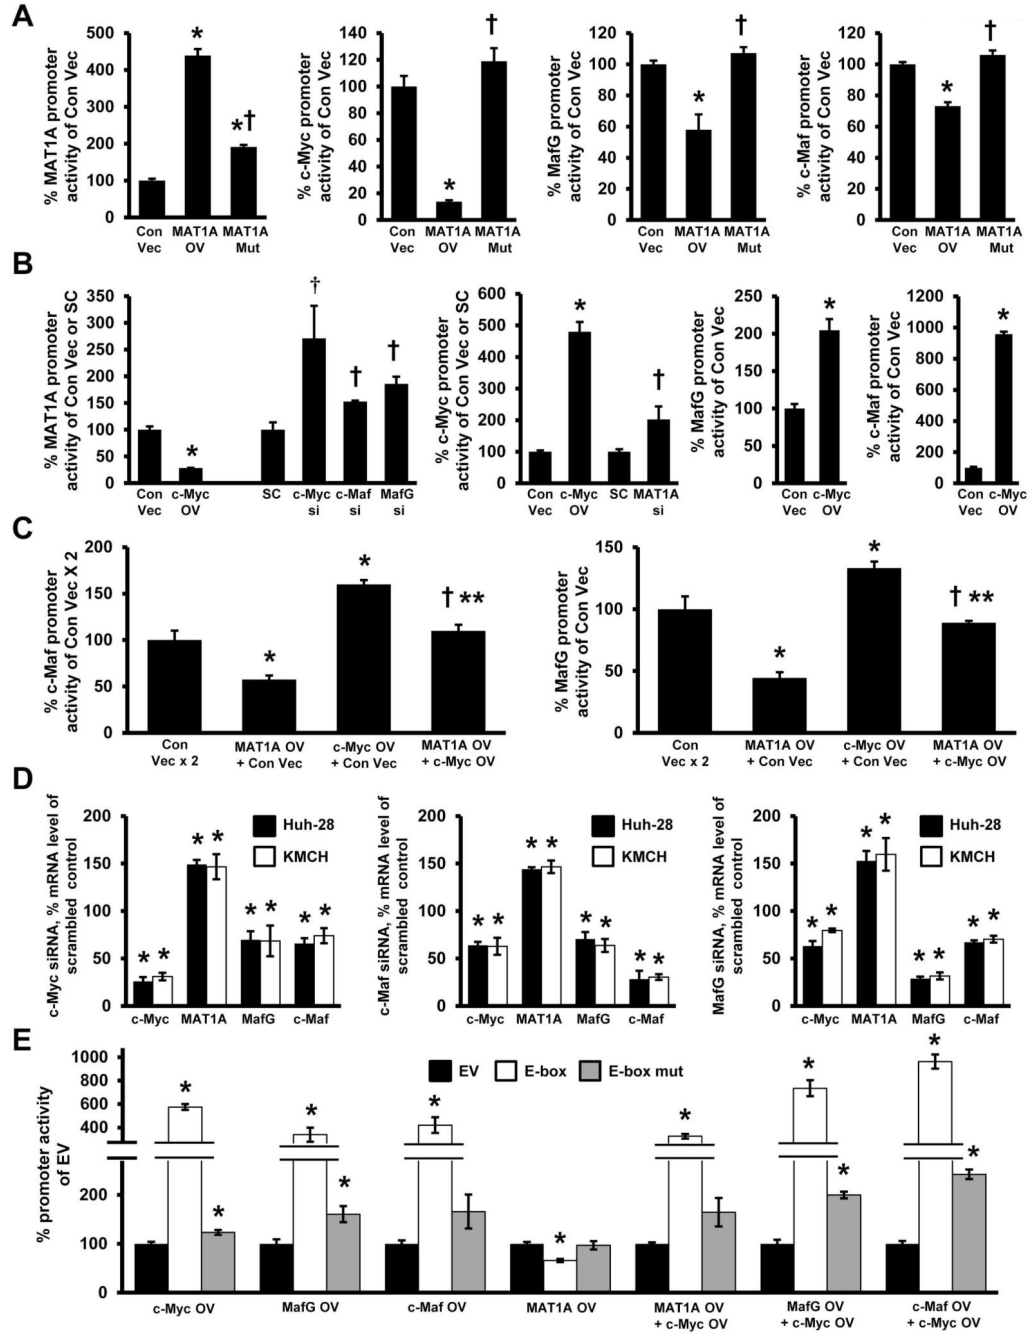 A
% MAT1A promoter
activity of Con Vec
500
400
300
200
100
0
*
*†
Con
Vec
MAT1A
OV
MAT1A
Mut
% c-Myc promoter
activity of Con Vec
140
120
100
80
60
40
20
0
*
†
Con
Vec
MAT1A
OV
MAT1A
Mut
% MafG promoter
activity of Con Vec
120
100
80
60
40
20
0
*
†
Con
Vec
MAT1A
OV
MAT1A
Mut
% c-Maf promoter
activity of Con Vec
120
100
80
60
40
20
0
*
†
Con
Vec
MAT1A
OV
MAT1A
Mut
B
% MAT1A promoter
activity of Con Vec or SC
350
300
250
200
150
100
50
0
*
†
†
†
Con
Vec
c-Myc
OV
SC
c-Myc
si
c-Maf
si
MafG
si
% c-Myc promoter
activity of Con Vec or SC
600
500
400
300
200
100
0
*
†
Con
Vec
c-Myc
OV
SC
MAT1A
si
% MafG promoter
activity of Con Vec
250
200
150
100
50
0
*
Con
Vec
c-Myc
OV
% c-Maf promoter
activity of Con Vec
1200
1000
800
600
400
200
0
*
Con
Vec
c-Myc
OV
C
% c-Maf promoter
activity of Con Vec X 2
200
150
100
50
0
*
*
† **
Con
Vec x 2
MAT1A OV
+ Con Vec
c-Myc OV
+ Con Vec
MAT1A OV
+ c-Myc OV
% MafG promoter
activity of Con Vec
150
100
50
0
*
*
† **
Con
Vec x 2
MAT1A OV
+ Con Vec
c-Myc OV
+ Con Vec
MAT1A OV
+ c-Myc OV
D
c-Myc siRNA, % mRNA level of
scrambled control
200
150
100
50
0
Huh-28
KMCH
* *
* *
* *
* *
c-Myc
MAT1A
MafG
c-Maf
c-Maf siRNA, % mRNA level of
scrambled control
200
150
100
50
0
Huh-28
KMCH
* *
* *
* *
* *
c-Myc
MAT1A
MafG
c-Maf
MafG siRNA, % mRNA level of
scrambled control
200
150
100
50
0
Huh-28
KMCH
* *
* *
* *
* *
c-Myc
MAT1A
MafG
c-Maf
E
% promoter activity
of EV
1000
800
600
400
200
100
0
EV
E-box
E-box mut
*
*
*
*
*
*
*
*
*
*
*
c-Myc OV
MafG OV
c-Maf OV
MAT1A OV
MAT1A OV
+ c-Myc OV
MafG OV
+ c-Myc OV
c-Maf OV
+ c-Myc OV